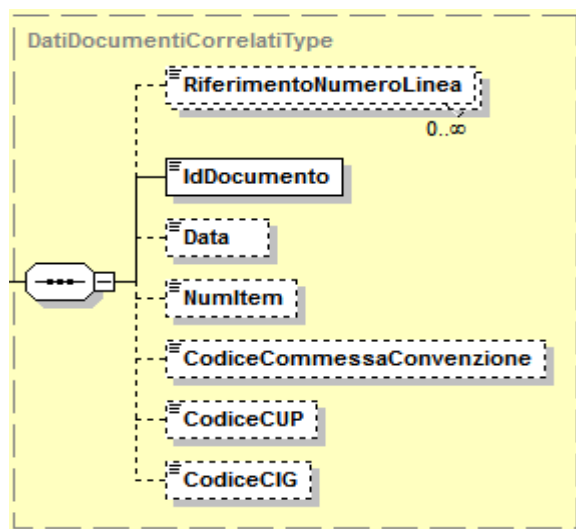 DatiDocumentiCorrelatiType
RiferimentoNumeroLinea
0..∞
IdDocumento
Data
NumItem
CodiceCommessaConvenzione
CodiceCUP
CodiceCIG